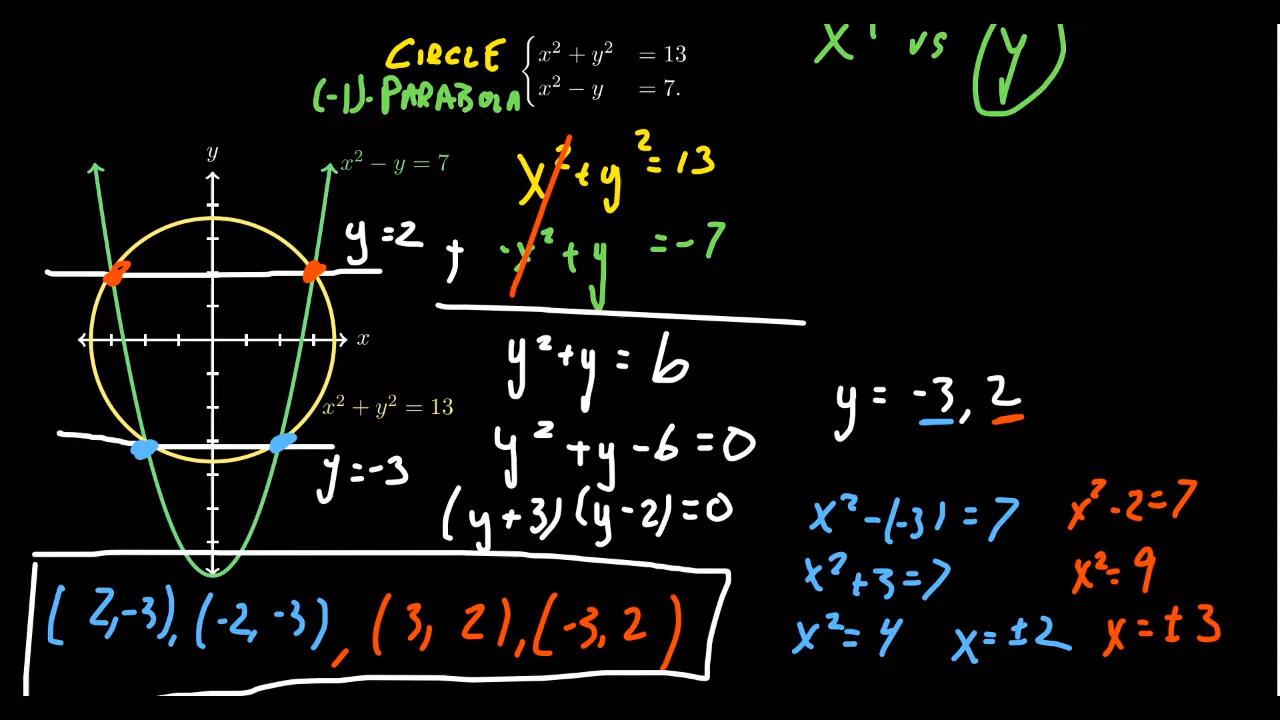 CIRCLE
x² + y² = 13
(-1)· PARABOLA
x² − y = 7.
x² vs y
y
x² − y = 7
y=2
x
x² + y² = 13
y=-3
x² + y² = 13
+ -x² + y = -7
y² + y = 6
y² + y - 6 = 0
(y+3)(y-2)=0
y = -3, 2
x² - (-3) = 7
x² + 3 = 7
x² = 4 x = ±2
x² - 2 = 7
x² = 9
x = ± 3
(2,-3), (-2,-3), (3, 2), (-3, 2)